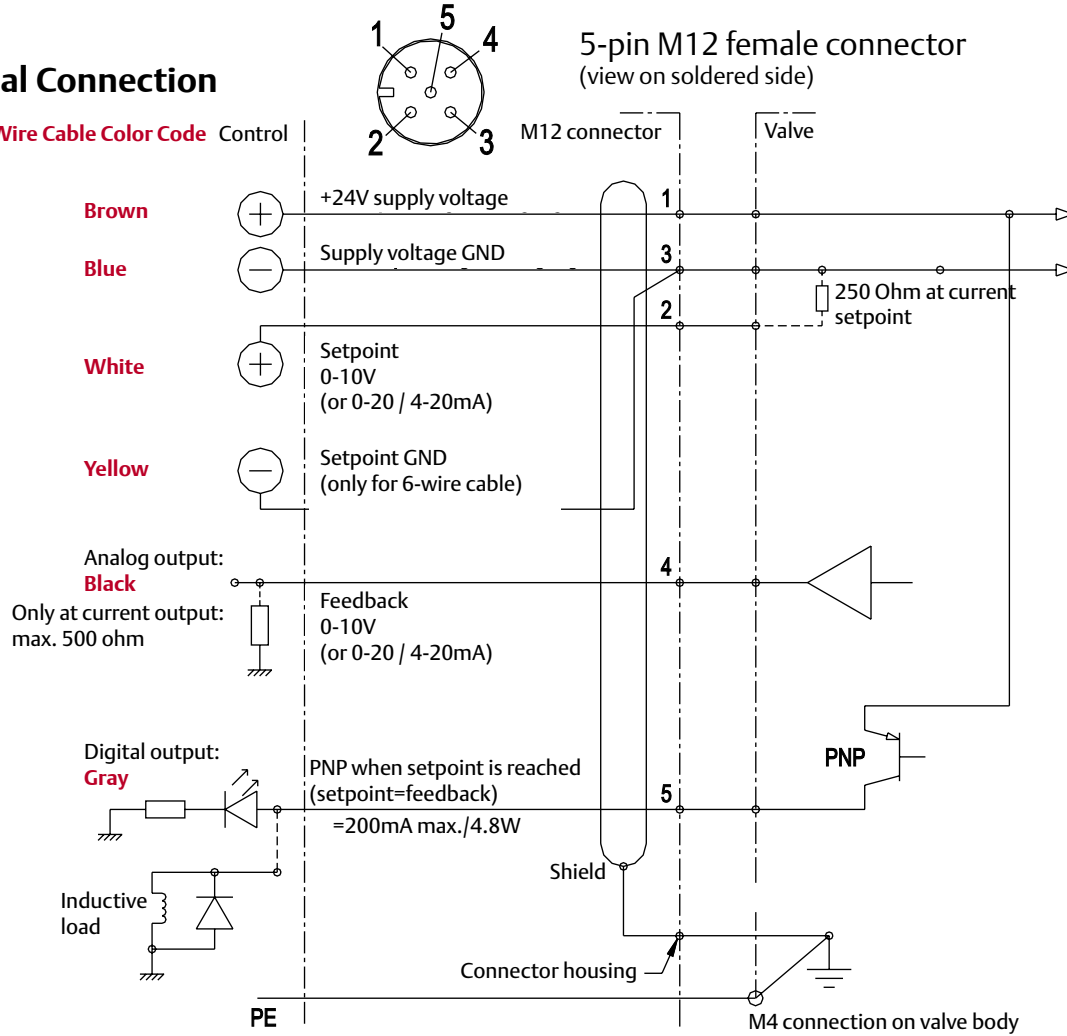 1
5
4
2
3
5-pin M12 female connector
(view on soldered side)
al Connection
Wire Cable Color Code
Control
M12 connector
Valve
Brown
+24V supply voltage
1
Blue
Supply voltage GND
3
250 Ohm at current
setpoint
2
White
Setpoint
0-10V
(or 0-20 / 4-20mA)
Yellow
Setpoint GND
(only for 6-wire cable)
Analog output:
Black
Only at current output:
max. 500 ohm
4
Feedback
0-10V
(or 0-20 / 4-20mA)
Digital output:
Gray
PNP when setpoint is reached
(setpoint=feedback)
=200mA max./4.8W
5
PNP
Inductive
load
Shield
Connector housing
PE
M4 connection on valve body